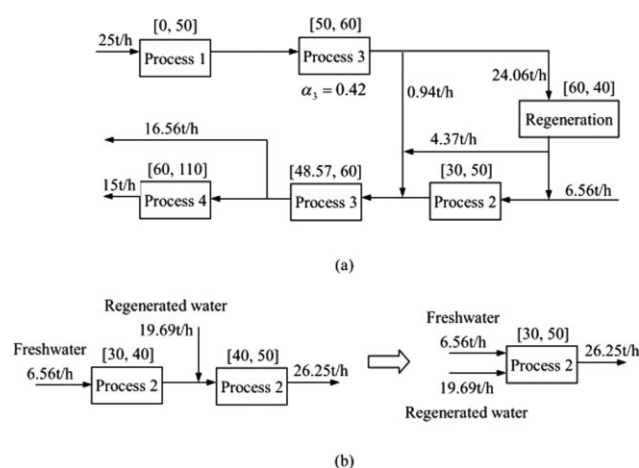 (a)
[0, 50]
[50, 60]
25t/h
Process 1
Process 3
α₃ = 0.42
0.94t/h
24.06t/h
[60, 40]
Regeneration
16.56t/h
4.37t/h
[60, 110]
[48.57, 60]
[30, 50]
6.56t/h
15t/h
Process 4
Process 3
Process 2
(a)
Regenerated water
19.69t/h
Freshwater
[30, 40]
[40, 50]
6.56t/h
Process 2
Process 2
26.25t/h
Freshwater
[30, 50]
6.56t/h
26.25t/h
Process 2
19.69t/h
Regenerated water
(b)
(b)